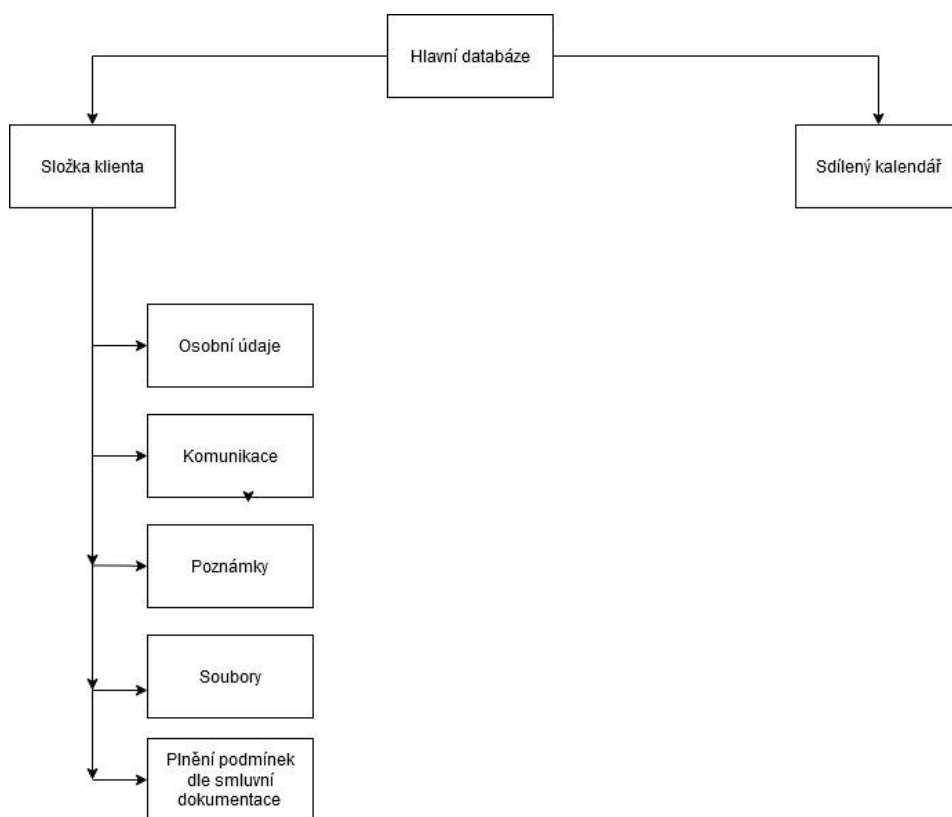 Hlavní databáze
Složka klienta
Sdílený kalendář
Osobní údaje
Komunikace
Poznámky
Soubory
Plnění podmínek
dle smluvní
dokumentace